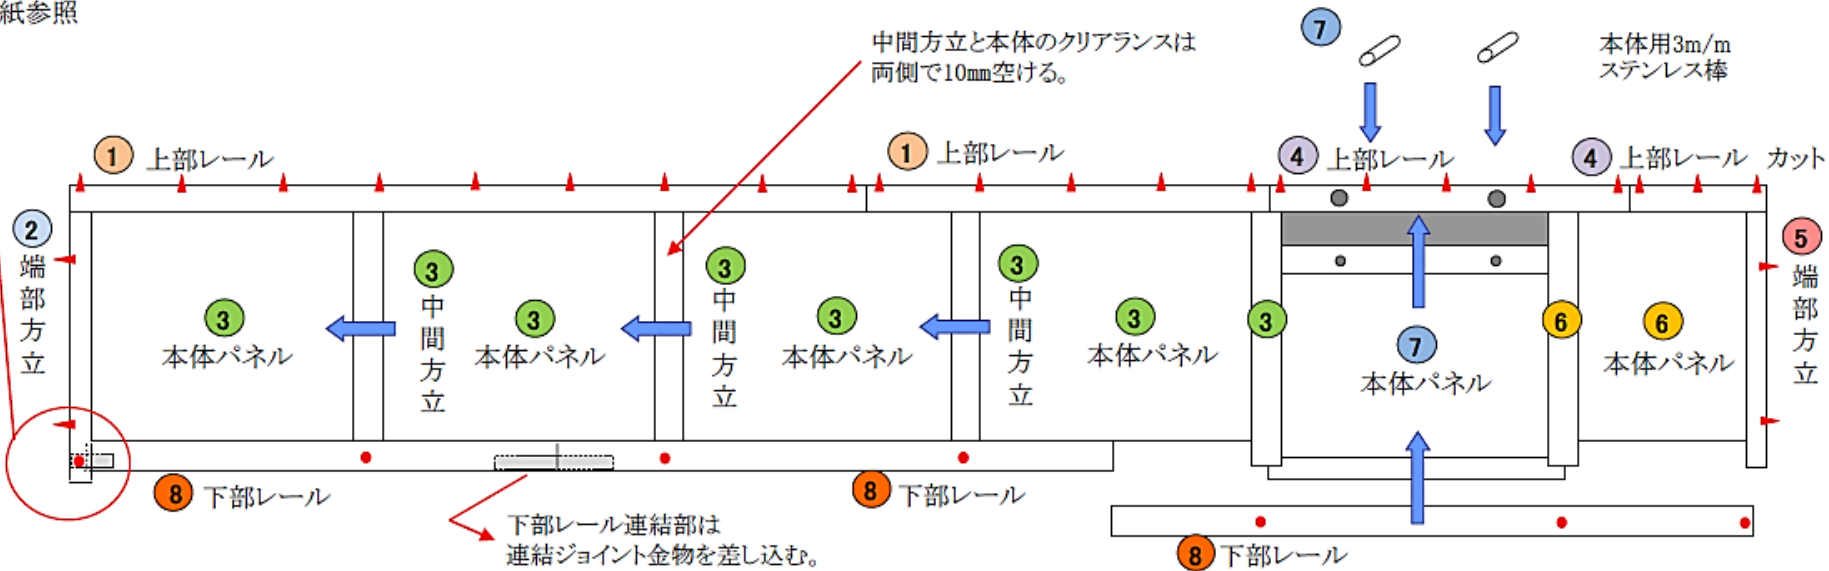 紙参照
7
中間方立と本体のクリアランスは
両側で10mm空ける。
本体用3m/m
ステンレス棒
1 上部レール
1 上部レール
4 上部レール
4 上部レール カット
2
端部方立
3
中間方立
3
中間方立
3
中間方立
5
端部方立
3
本体パネル
3
本体パネル
3
本体パネル
3
本体パネル
3
7
本体パネル
6
6
本体パネル
8 下部レール
8 下部レール
下部レール連結部は
連結ジョイント金物を差し込む。
8 下部レール